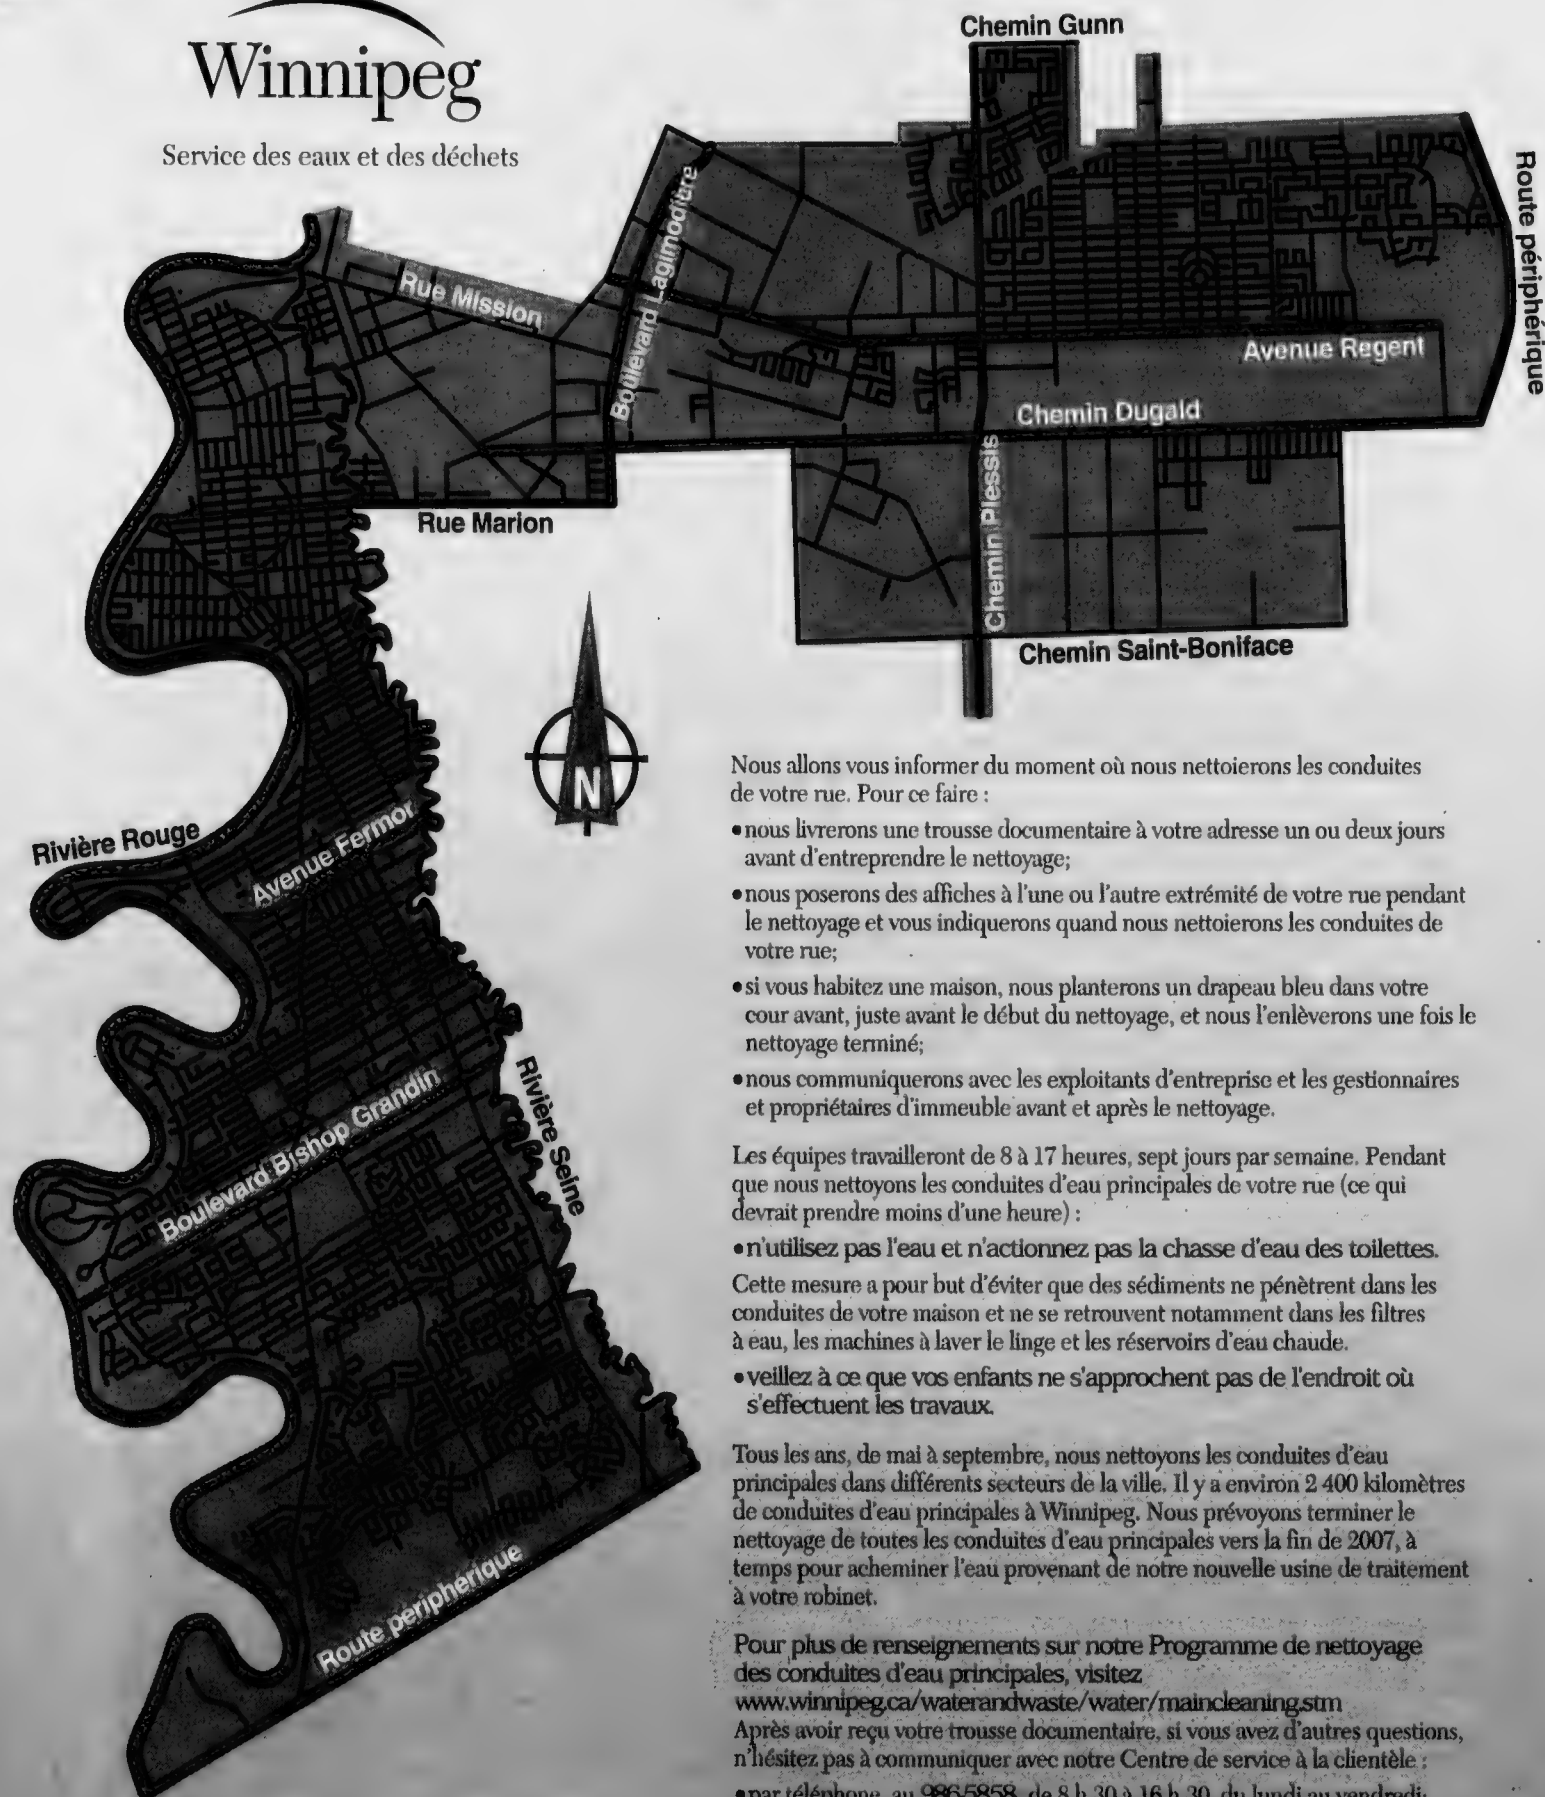 Winnipeg
Service des eaux et des déchets
Chemin Gunn
Route périphérique
Boulevard Lagimodière
Rue Mission
Avenue Regent
Chemin Dugald
Chemin Plessis
Rue Marion
Chemin Saint-Boniface
N
Rivière Rouge
Avenue Fermor
Rivière Seine
Boulevard Bishop Grandin
Route périphérique
Nous allons vous informer du moment où nous nettoierons les conduites
de votre rue. Pour ce faire :
•nous livrerons une trousse documentaire à votre adresse un ou deux jours
avant d'entreprendre le nettoyage;
•nous poserons des affiches à l'une ou l'autre extrémité de votre rue pendant
le nettoyage et vous indiquerons quand nous nettoierons les conduites de
votre rue;
•si vous habitez une maison, nous planterons un drapeau bleu dans votre
cour avant, juste avant le début du nettoyage, et nous l'enlèverons une fois le
nettoyage terminé;
•nous communiquerons avec les exploitants d'entreprise et les gestionnaires
et propriétaires d'immeuble avant et après le nettoyage.
Les équipes travailleront de 8 à 17 heures, sept jours par semaine. Pendant
que nous nettoyons les conduites d'eau principales de votre rue (ce qui
devrait prendre moins d'une heure) :
•n'utilisez pas l'eau et n'actionnez pas la chasse d'eau des toilettes.
Cette mesure a pour but d'éviter que des sédiments ne pénètrent dans les
conduites de votre maison et ne se retrouvent notamment dans les filtres
à eau, les machines à laver le linge et les réservoirs d'eau chaude.
•veillez à ce que vos enfants ne s'approchent pas de l'endroit où
s'effectuent les travaux.
Tous les ans, de mai à septembre, nous nettoyons les conduites d'eau
principales dans différents secteurs de la ville. Il y a environ 2 400 kilomètres
de conduites d'eau principales à Winnipeg. Nous prévoyons terminer le
nettoyage de toutes les conduites d'eau principales vers la fin de 2007, à
temps pour acheminer l'eau provenant de notre nouvelle usine de traitement
à votre robinet.
Pour plus de renseignements sur notre Programme de nettoyage
des conduites d'eau principales, visitez
www.winnipeg.ca/waterandwaste/water/maincleaning.stm
Après avoir reçu votre trousse documentaire, si vous avez d'autres questions,
n'hésitez pas à communiquer avec notre Centre de service à la clientèle :
•par téléphone, au 986-5858, de 8 h 30 à 16 h 30, du lundi au vendredi;